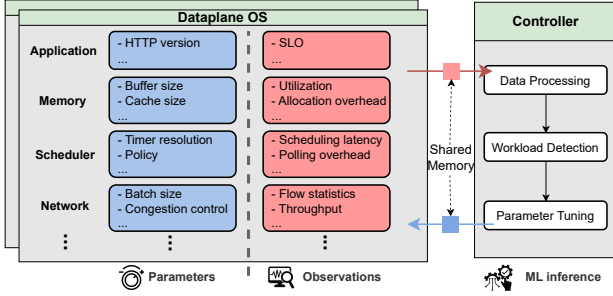 Dataplane OS
Application
- HTTP version
...
- SLO
...
Memory
- Buffer size
- Cache size
...
- Utilization
- Allocation overhead
...
Scheduler
- Timer resolution
- Policy
...
- Scheduling latency
- Polling overhead
...
Network
- Batch size
- Congestion control
...
- Flow statistics
- Throughput
...
Parameters
Observations
Shared
Memory
Controller
Data Processing
Workload Detection
Parameter Tuning
ML inference